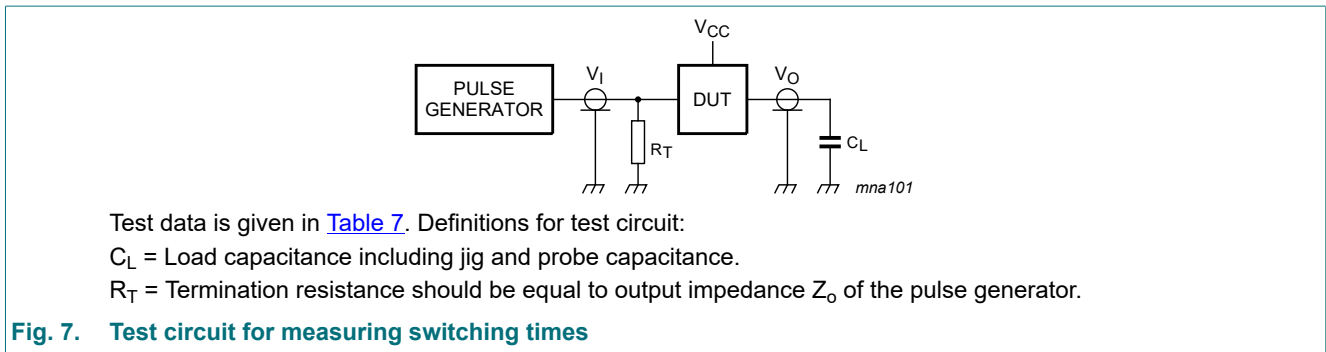 VCC
PULSE
GENERATOR
VI
DUT
VO
RT
CL
mna101
Test data is given in Table 7. Definitions for test circuit:
CL = Load capacitance including jig and probe capacitance.
RT = Termination resistance should be equal to output impedance Zo of the pulse generator.
Fig. 7. Test circuit for measuring switching times